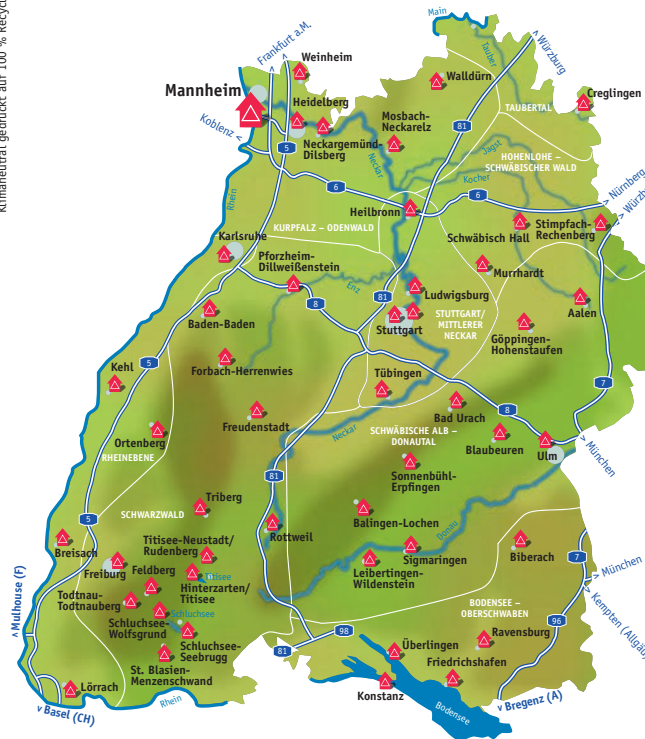 Klimaneutral gedruckt auf 100 % Recycl
Main
Frankfurt a.M.
Würzburg
Tauber
Weinheim
Walldürn
Creglingen
Mannheim
Heidelberg
TAUBERTAL
Koblenz
Mosbach-
Neckarelz
81
5
Neckargemünd-
Dilsberg
Neckar
Jagst
HOHENLOHE –
SCHWÄBISCHER WALD
Kocher
6
6
Nürnberg
Rhein
Heilbronn
KURPFALZ – ODENWALD
Stimpfach-
Rechenberg
Karlsruhe
Schwäbisch Hall
Pforzheim-
Dillweißenstein
Murrhardt
Enz
81
Ludwigsburg
8
Aalen
Baden-Baden
Stuttgart
STUTTGART/
MITTLERER
NECKAR
Göppingen-
Hohenstaufen
5
Kehl
Forbach-Herrenwies
Tübingen
7
Freudenstadt
Bad Urach
8
Ortenberg
Neckar
SCHWÄBISCHE ALB –
DONAUTAL
Blaubeuren
Ulm
München
RHEINEBENE
Sonnenbühl-
Erpfingen
81
Triberg
SCHWARZWALD
5
Balingen-Lochen
Rottweil
Donau
Breisach
Titisee-Neustadt/
Rudenberg
Sigmaringen
Biberach
7
Freiburg
Feldberg
Titisee
Hinterzarten/
Titisee
Leibertingen-
Wildenstein
München
Todtnau-
Todtnauberg
Schluchsee
BODENSEE –
OBERSCHWABEN
Kempten (Allgäu
Mulhouse (F)
Schluchsee-
Wolfsgrund
98
96
Ravensburg
Schluchsee-
Seebrugg
81
Überlingen
St. Blasien-
Menzenschwand
Friedrichshafen
Lörrach
Rhein
Konstanz
Basel (CH)
Bodensee
Bregenz (A)